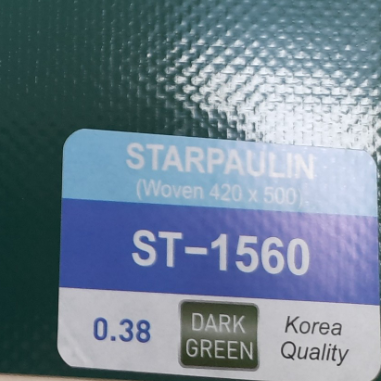 STARPAULIN
(Woven 420 x 500)
ST-1560
0.38
DARK
GREEN
Korea
Quality